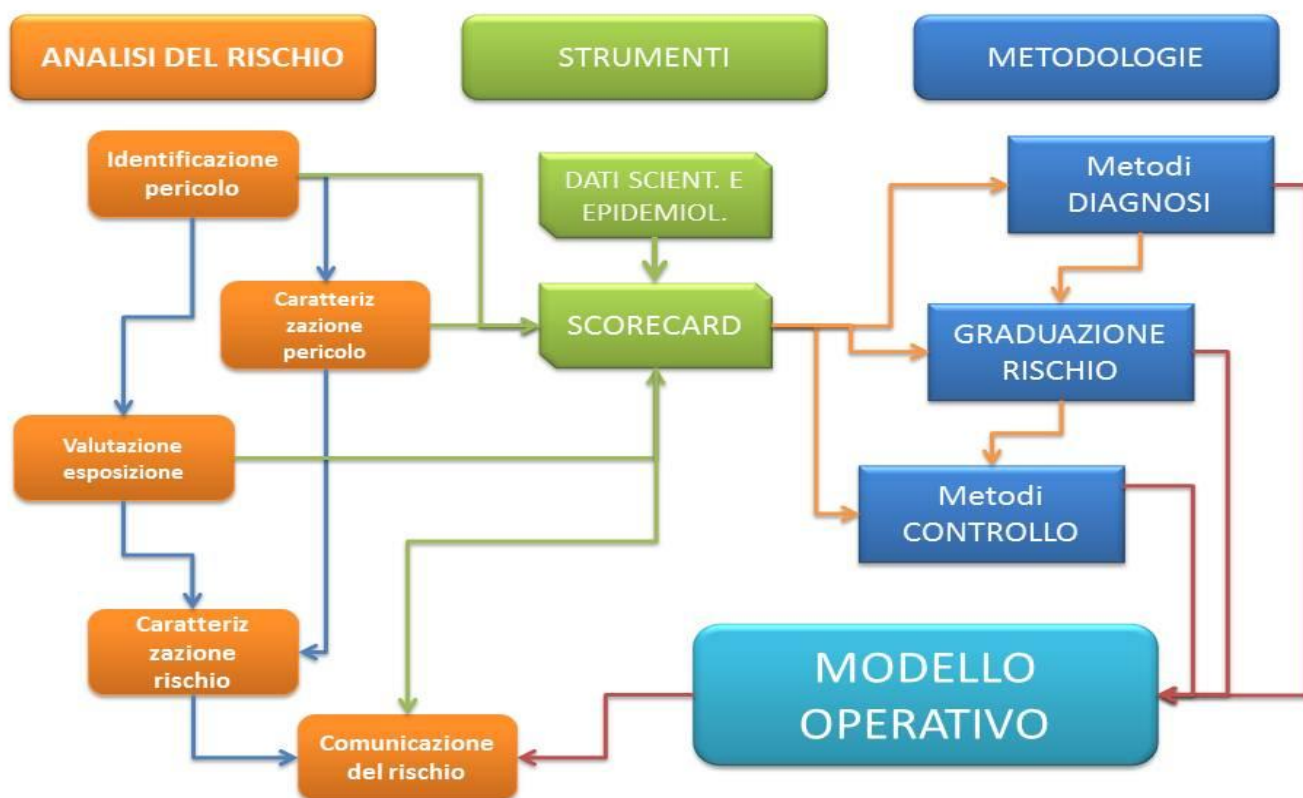 ANALISI DEL RISCHIO
STRUMENTI
METODOLOGIE
Identificazione
pericolo
DATI SCIENT. E
EPIDEMIOL.
Metodi
DIAGNOSI
Caratteriz
zazione
pericolo
SCORECARD
GRADUAZIONE
RISCHIO
Valutazione
esposizione
Metodi
CONTROLLO
Caratteriz
zazione
rischio
MODELLO
OPERATIVO
Comunicazione
del rischio